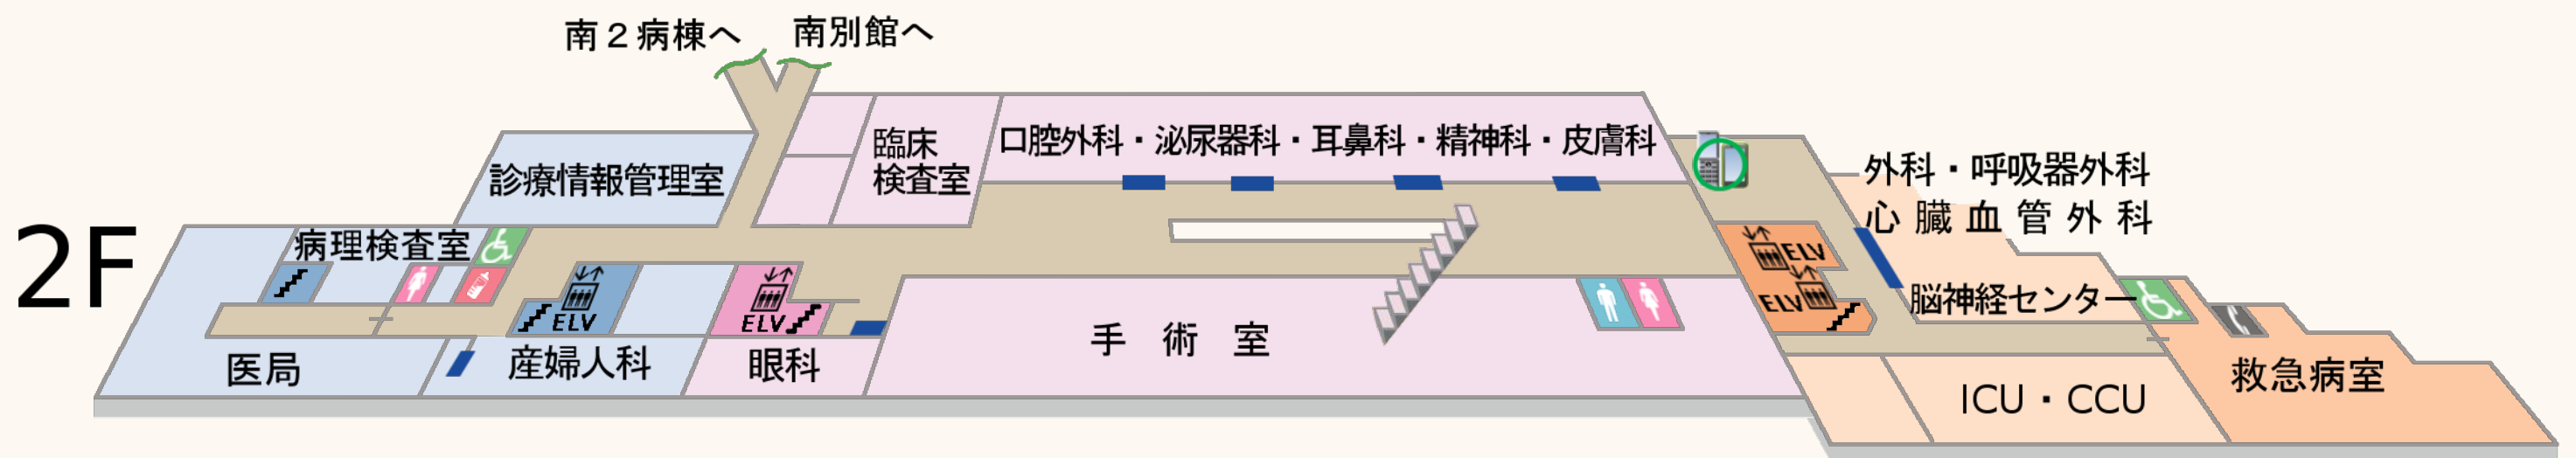 南２病棟へ
南別館へ
2F
診療情報管理室
臨床
検査室
口腔外科・泌尿器科・耳鼻科・精神科・皮膚科
外科・呼吸器外科
心臓血管外科
病理検査室
ELV
ELV
ELV
ELV
脳神経センター
医局
産婦人科
眼科
手術室
ICU・CCU
救急病室